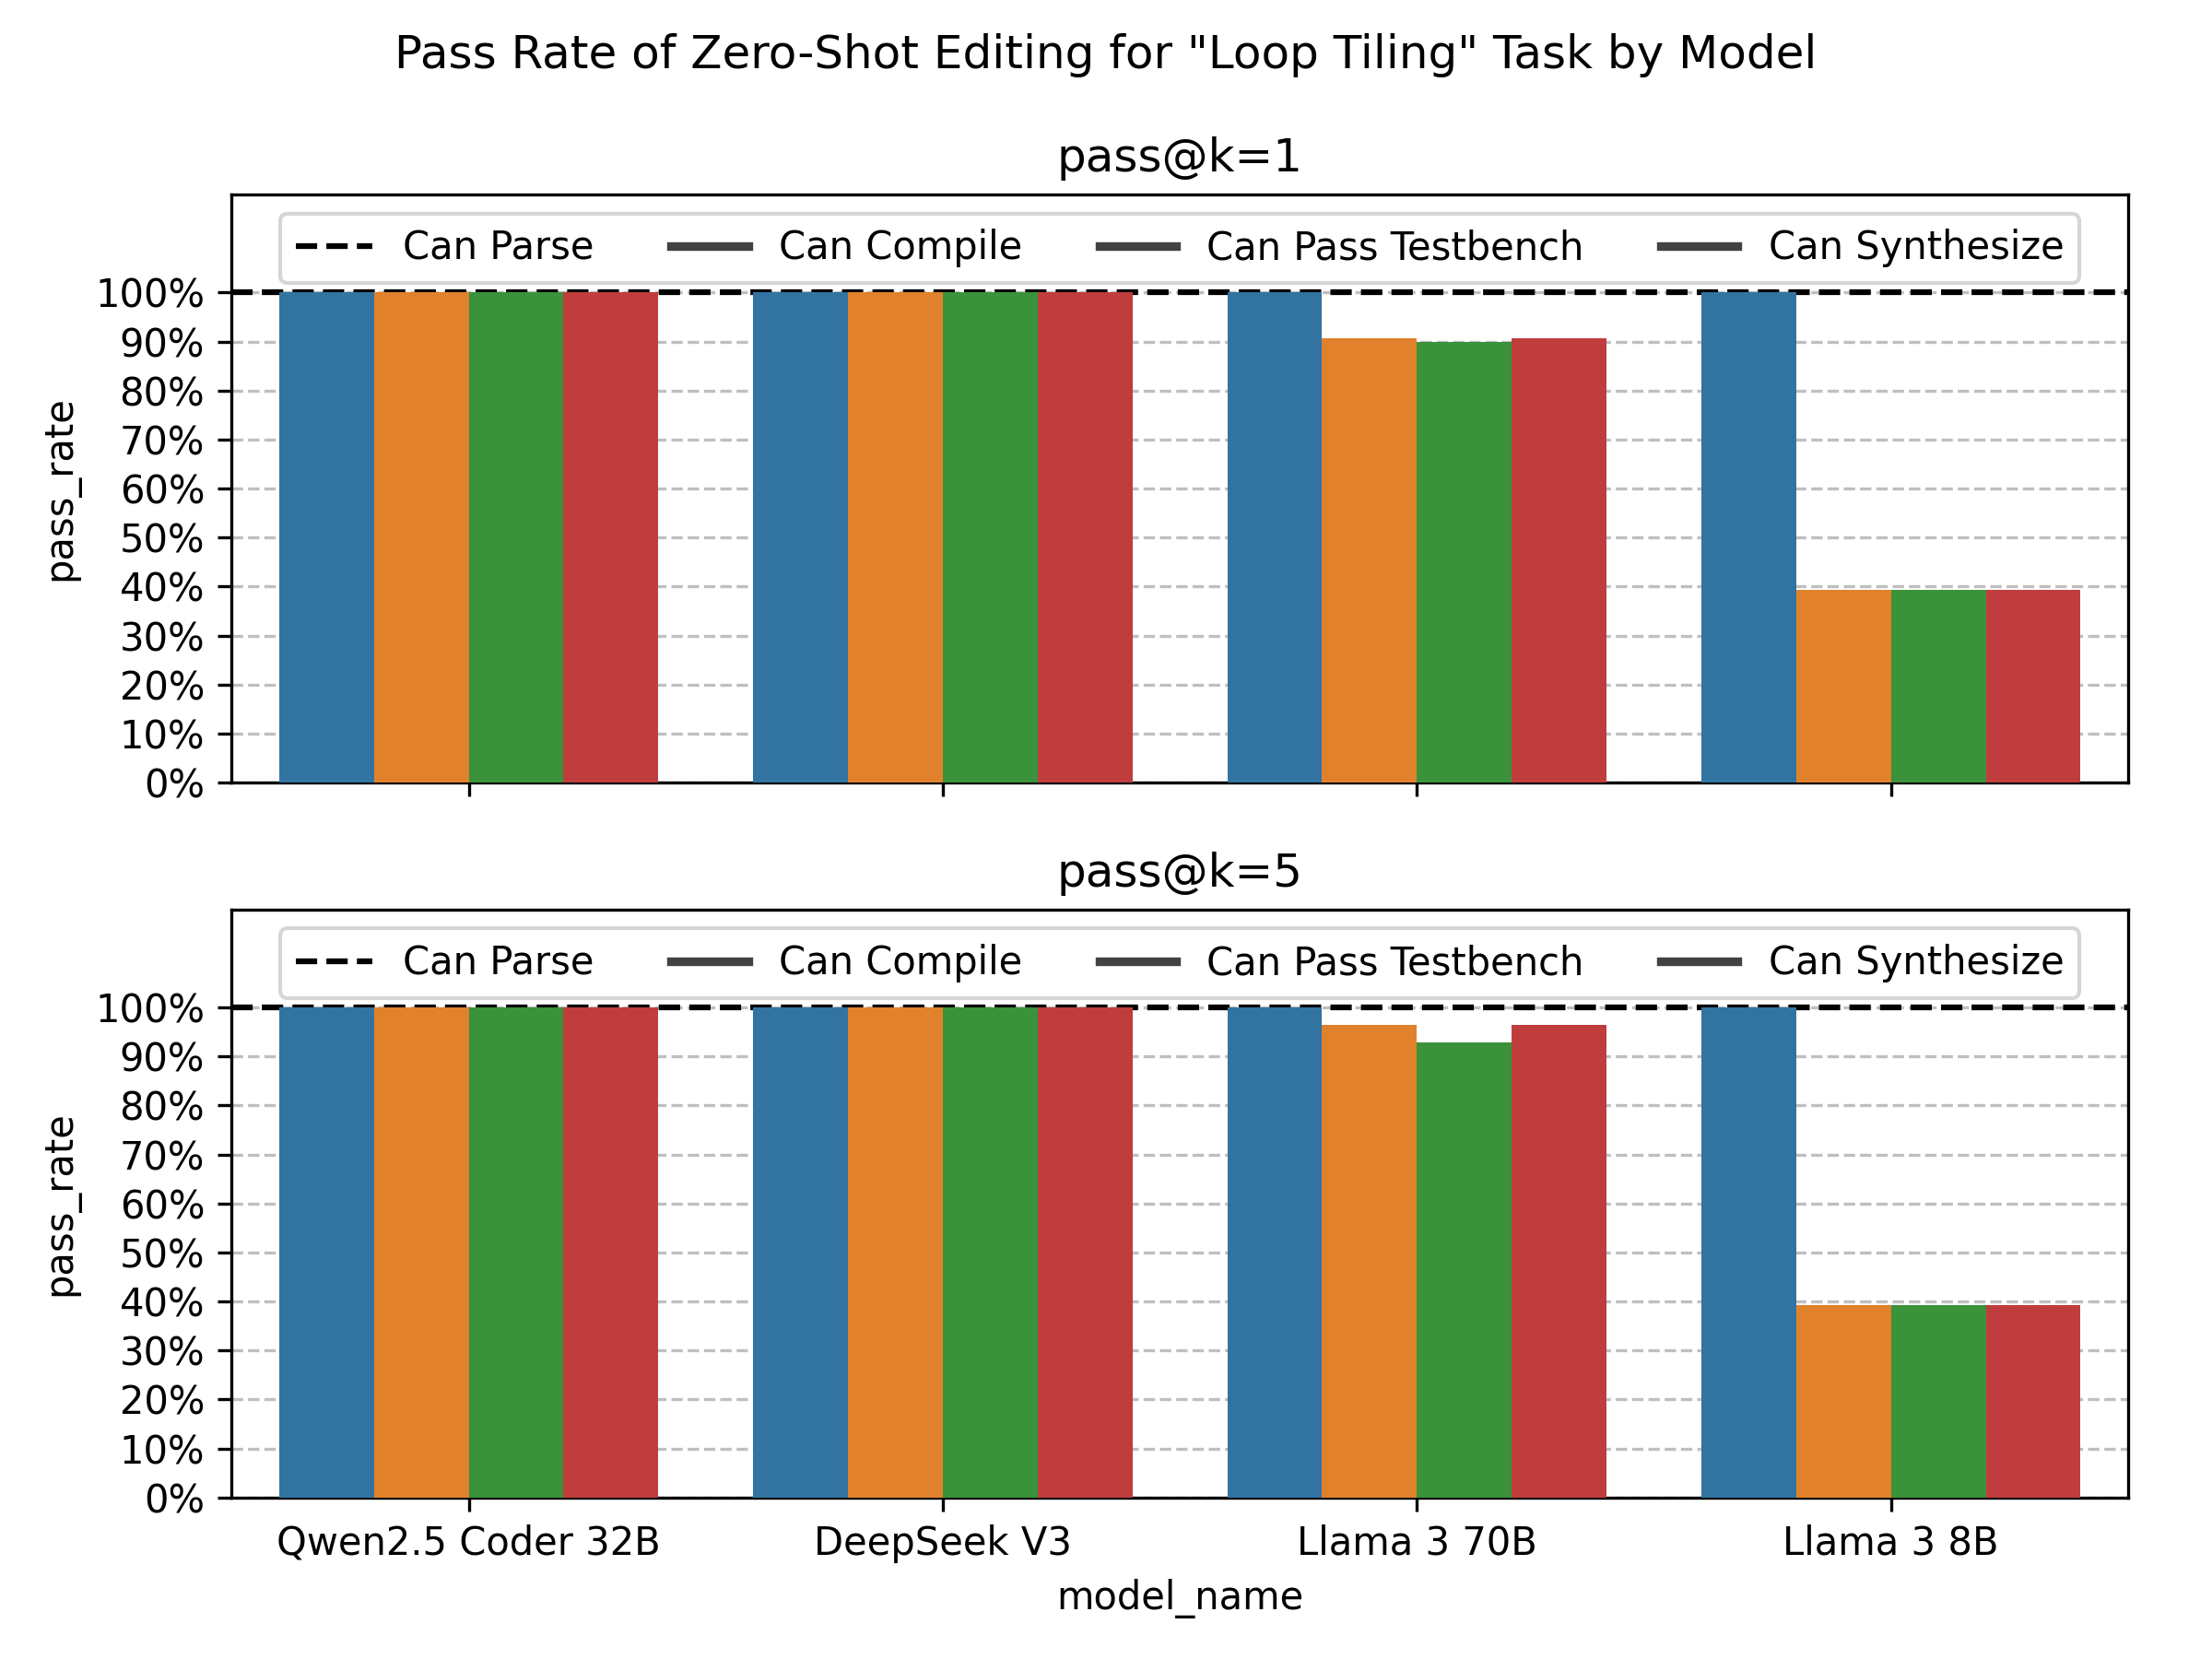 Pass Rate of Zero-Shot Editing for "Loop Tiling" Task by Model
pass@k=1
Can Parse Can Compile Can Pass Testbench Can Synthesize
100%
90%
80%
70%
60%
50%
40%
30%
20%
10%
0%
pass_rate
pass@k=5
Can Parse Can Compile Can Pass Testbench Can Synthesize
100%
90%
80%
70%
60%
50%
40%
30%
20%
10%
0%
pass_rate
Qwen2.5 Coder 32B DeepSeek V3 Llama 3 70B Llama 3 8B
model_name